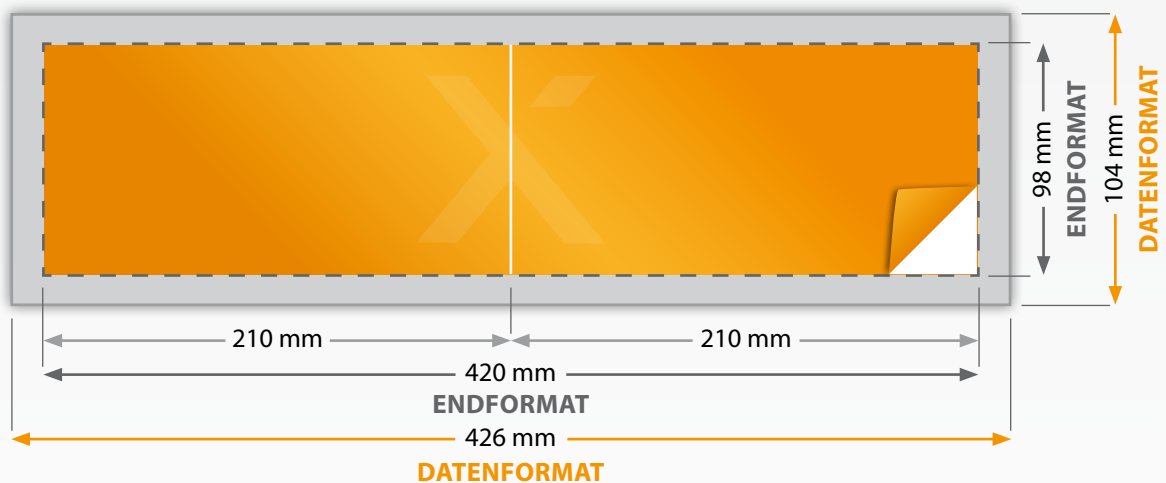 98 mm
ENDFORMAT
104 mm
DATENFORMAT
210 mm
210 mm
420 mm
ENDFORMAT
426 mm
DATENFORMAT